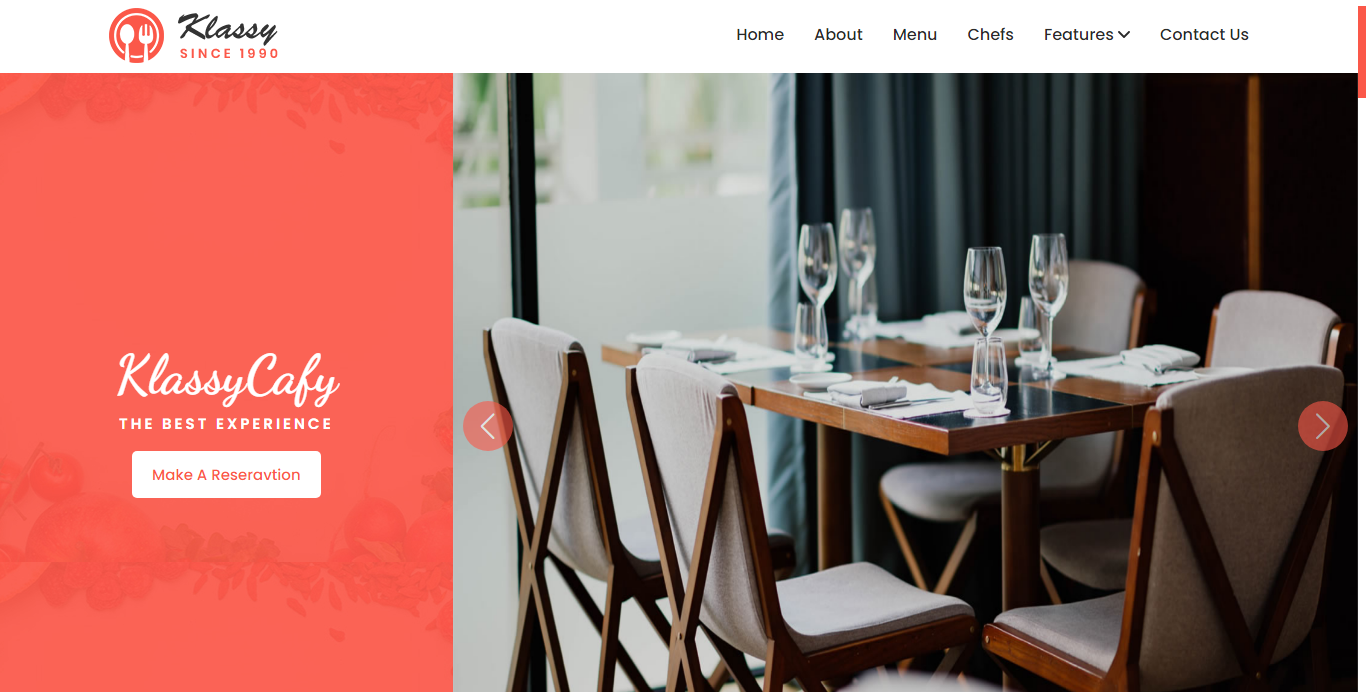 Klassy
SINCE 1990
Home About Menu Chefs Features Contact Us
KlassyCafy
THE BEST EXPERIENCE
Make A Reseravtion